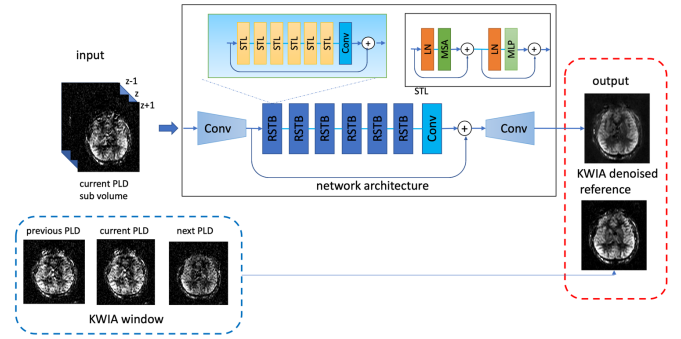 input
z-1
z
z+1
current PLD
sub volume
STL
STL
STL
STL
STL
STL
Conv
+
LN
MSA
+
LN
MLP
+
STL
Conv
RSTB
RSTB
RSTB
RSTB
RSTB
RSTB
Conv
+
Conv
network architecture
output
KWIA denoised
reference
previous PLD
current PLD
next PLD
KWIA window